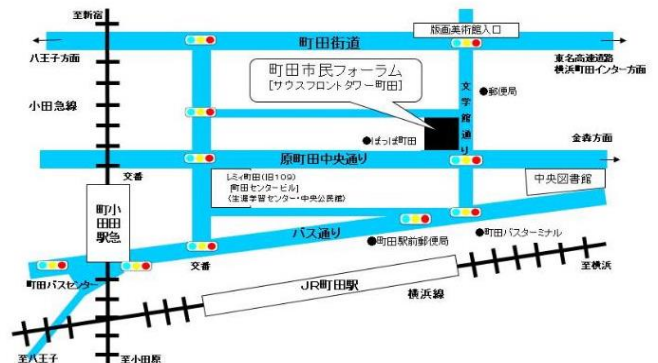 至新宿
版画美術館入口
町田街道
八王子方面
東名高速道路
横浜町田インター方面
町田市民フォーラム
[サウスフロントタワー町田]
小田急線
文学館通り
●郵便局
●ぽっぽ町田
金森方面
原町田中央通り
交番
レミィ町田(旧109)
[町田センタービル]
(生涯学習センター・中央公民館)
中央図書館
小田急町田駅
バス通り
●町田駅前郵便局
●町田バスターミナル
町田バスセンター
交番
JR町田駅
横浜線
至横浜
至八王子
至小田原